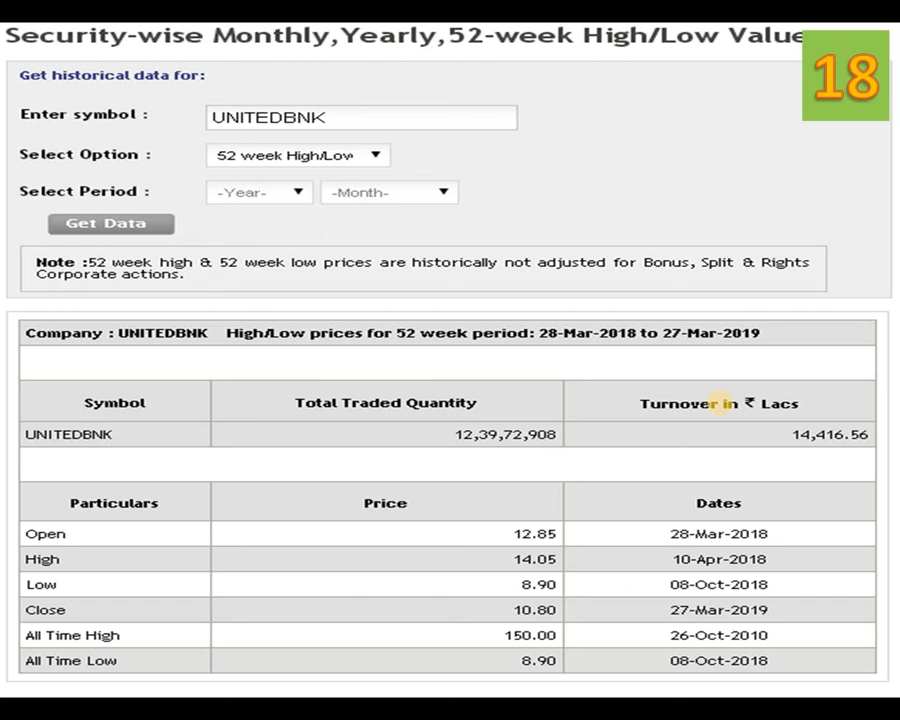 Security-wise Monthly,Yearly,52-week High/Low Value
18
Get historical data for:
Enter symbol : UNITEDBNK
Select Option : 52 week High/Low
Select Period : -Year- -Month-
Get Data
Note :52 week high & 52 week low prices are historically not adjusted for Bonus, Split & Rights
Corporate actions.
Company : UNITEDBNK High/Low prices for 52 week period: 28-Mar-2018 to 27-Mar-2019
Symbol Total Traded Quantity Turnover in ₹ Lacs
UNITEDBNK 12,39,72,908 14,416.56
Particulars Price Dates
Open 12.85 28-Mar-2018
High 14.05 10-Apr-2018
Low 8.90 08-Oct-2018
Close 10.80 27-Mar-2019
All Time High 150.00 26-Oct-2010
All Time Low 8.90 08-Oct-2018